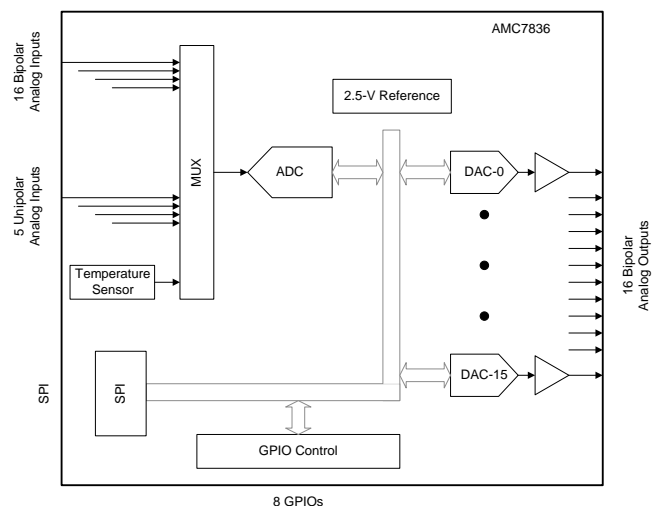 AMC7836
16 Bipolar
Analog Inputs
2.5-V Reference
MUX
ADC
DAC-0
5 Unipolar
Analog Inputs
16 Bipolar
Analog Outputs
Temperature
Sensor
SPI
SPI
DAC-15
GPIO Control
8 GPIOs